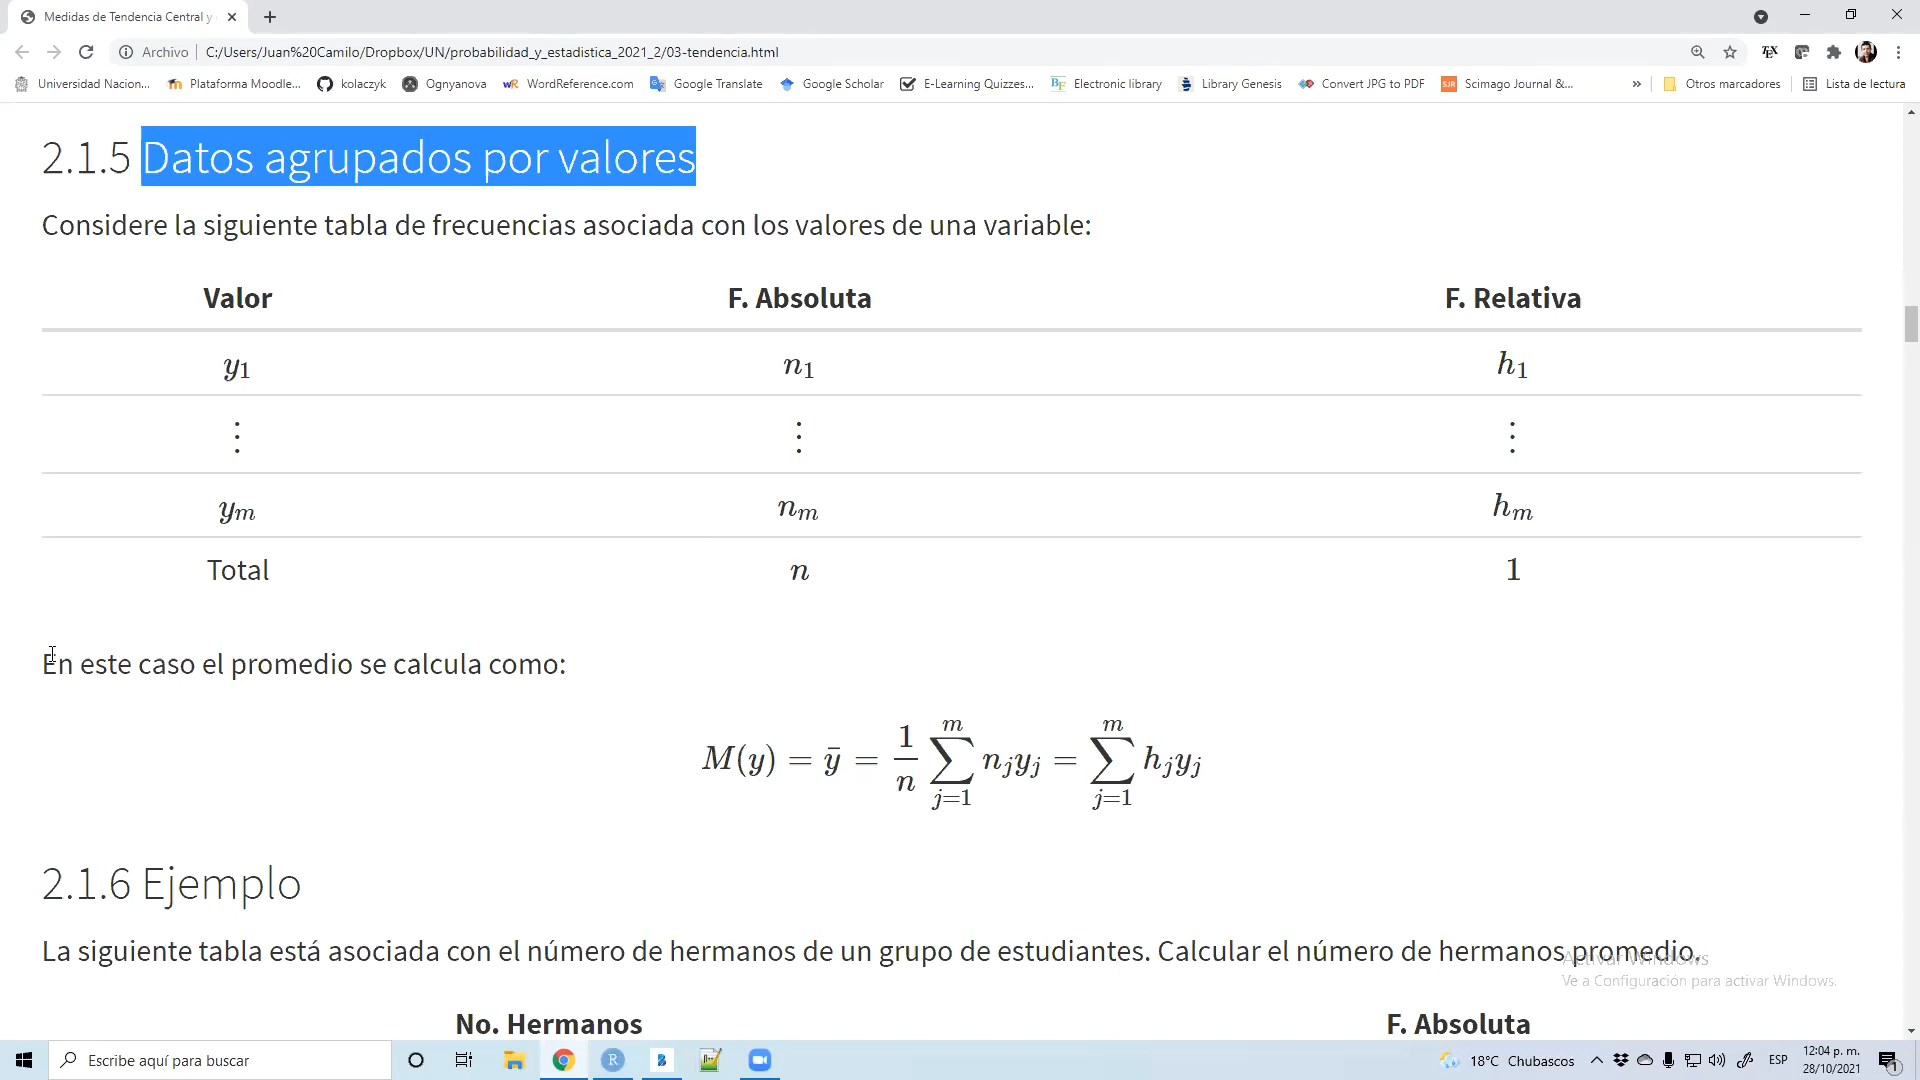 Medidas de Tendencia Central y
Archivo C:/Users/Juan%20Camilo/Dropbox/UN/probabilidad_y_estadistica_2021_2/03-tendencia.html
Universidad Nacion... Plataforma Moodle... kolaczyk Ognyanova WordReference.com Google Translate Google Scholar E-Learning Quizzes... Electronic library Library Genesis Convert JPG to PDF Scimago Journal &... » Otros marcadores Lista de lectura
2.1.5 Datos agrupados por valores
Considere la siguiente tabla de frecuencias asociada con los valores de una variable:
Valor F. Absoluta F. Relativa
y₁ n₁ h₁
⋮ ⋮ ⋮
yₘ nₘ hₘ
Total n 1
En este caso el promedio se calcula como:
M(y) = ȳ = \frac{1}{n} \sum_{j=1}^{m} n_j y_j = \sum_{j=1}^{m} h_j y_j
2.1.6 Ejemplo
La siguiente tabla está asociada con el número de hermanos de un grupo de estudiantes. Calcular el número de hermanos promedio.
Activar Windows
Ve a Configuración para activar Windows.
No. Hermanos F. Absoluta
Escribe aquí para buscar
18°C Chubascos ESP 12:04 p. m.
28/10/2021